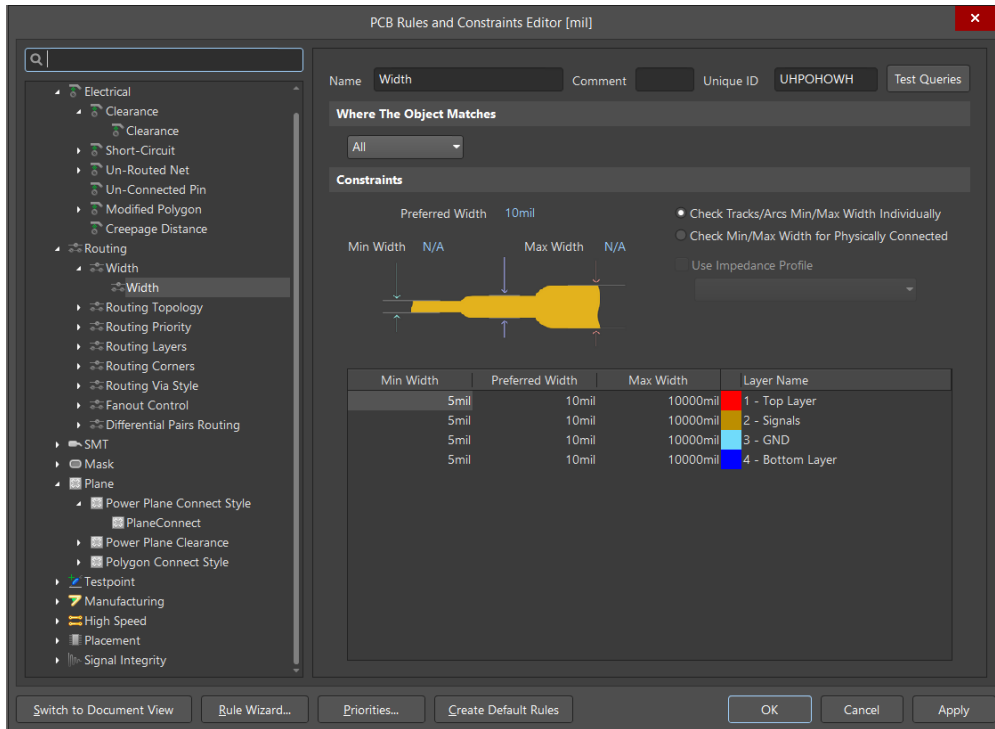 PCB Rules and Constraints Editor [mil]
Electrical
Clearance
Clearance
Short-Circuit
Un-Routed Net
Un-Connected Pin
Modified Polygon
Creepage Distance
Routing
Width
Width
Routing Topology
Routing Priority
Routing Layers
Routing Corners
Routing Via Style
Fanout Control
Differential Pairs Routing
SMT
Mask
Plane
Power Plane Connect Style
PlaneConnect
Power Plane Clearance
Polygon Connect Style
Testpoint
Manufacturing
High Speed
Placement
Signal Integrity
Name Width Comment Unique ID UHPOHOWH Test Queries
Where The Object Matches
All
Constraints
Preferred Width 10mil
Min Width N/A Max Width N/A
Check Tracks/Arcs Min/Max Width Individually
Check Min/Max Width for Physically Connected
Use Impedance Profile
Min Width Preferred Width Max Width Layer Name
5mil 10mil 10000mil 1 - Top Layer
5mil 10mil 10000mil 2 - Signals
5mil 10mil 10000mil 3 - GND
5mil 10mil 10000mil 4 - Bottom Layer
Switch to Document View Rule Wizard... Priorities... Create Default Rules OK Cancel Apply